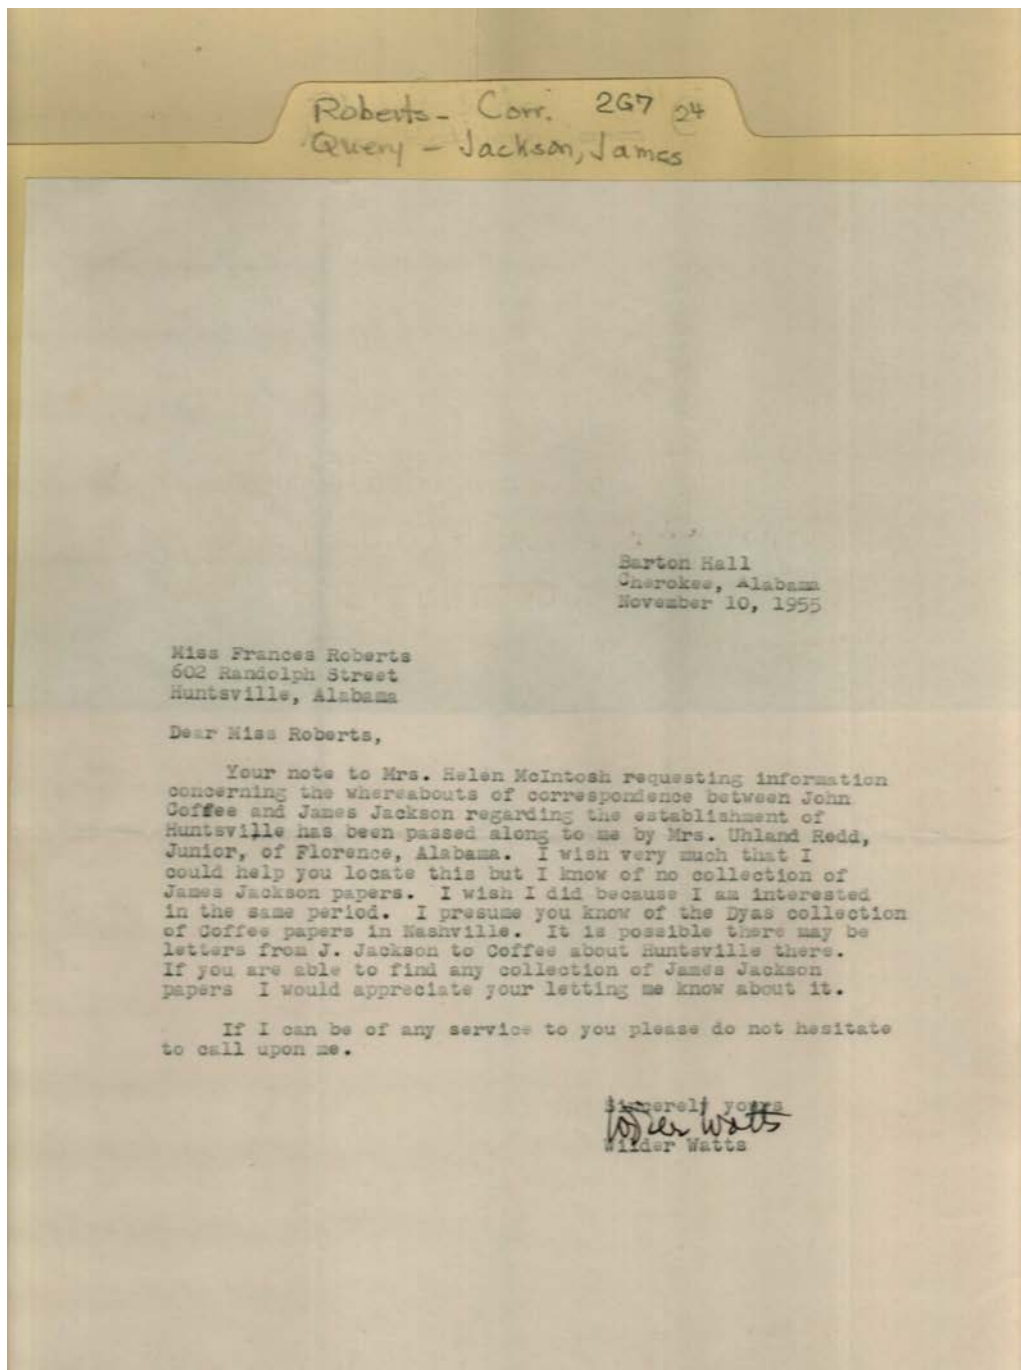 Roberts- Corr. 2G7 24
Query - Jackson, James
Barton Hall
Cherokee, Alabama
November 10, 1955
Miss Frances Roberts
602 Randolph Street
Huntsville, Alabama
Dear Miss Roberts,
Your note to Mrs. Helen McIntosh requesting information
concerning the whereabouts of correspondence between John
Coffee and James Jackson regarding the establishment of
Huntsville has been passed along to me by Mrs. Uhland Redd,
Junior, of Florence, Alabama. I wish very much that I
could help you locate this but I know of no collection of
James Jackson papers. I wish I did because I am interested
in the same period. I presume you know of the Dyas collection
of Coffee papers in Nashville. It is possible there may be
letters from J. Jackson to Coffee about Huntsville there.
If you are able to find any collection of James Jackson
papers I would appreciate your letting me know about it.
If I can be of any service to you please do not hesitate
to call upon me.
Sincerely yours
Wilder Watts
Wilder Watts